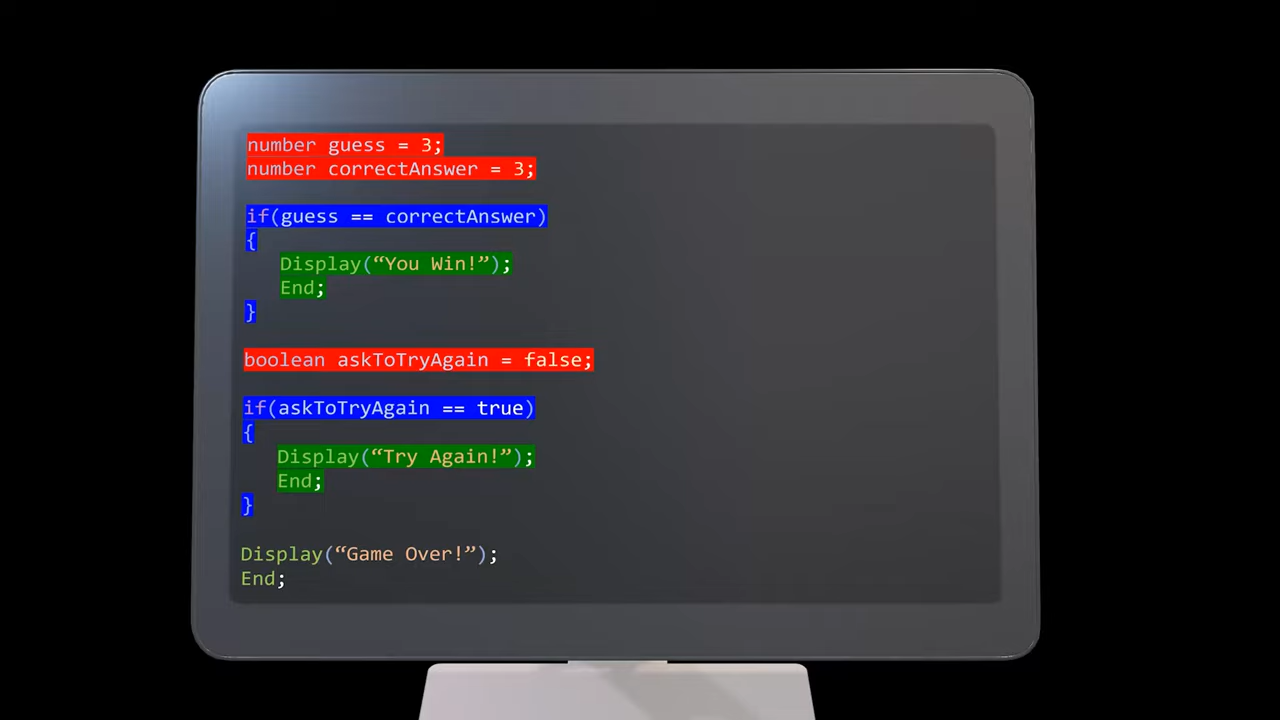 number guess = 3;
number correctAnswer = 3;
if(guess == correctAnswer)
{
Display(“You Win!”);
End;
}
boolean askToTryAgain = false;
if(askToTryAgain == true)
{
Display(“Try Again!”);
End;
}
Display(“Game Over!”);
End;